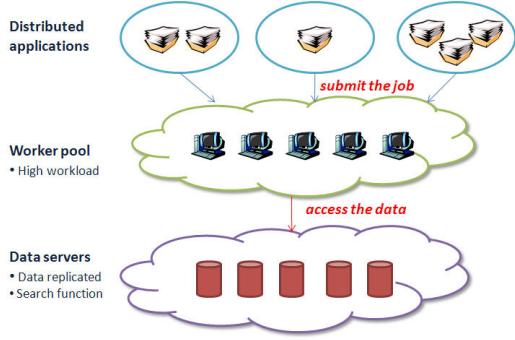 Distributed
applications
submit the job
Worker pool
• High workload
access the data
Data servers
• Data replicated
• Search function